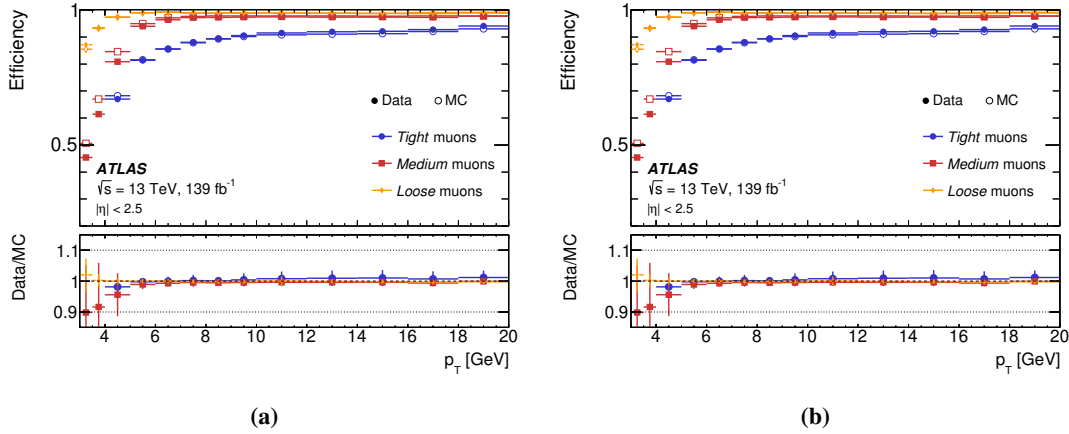 Efficiency
1
0.5
Data MC
Tight muons
Medium muons
Loose muons
ATLAS
√s = 13 TeV, 139 fb⁻¹
|η| < 2.5
Data/MC
1.1
1
0.9
4 6 8 10 12 14 16 18 20
p_T [GeV]
(a)
Efficiency
1
0.5
Data MC
Tight muons
Medium muons
Loose muons
ATLAS
√s = 13 TeV, 139 fb⁻¹
|η| < 2.5
Data/MC
1.1
1
0.9
4 6 8 10 12 14 16 18 20
p_T [GeV]
(b)